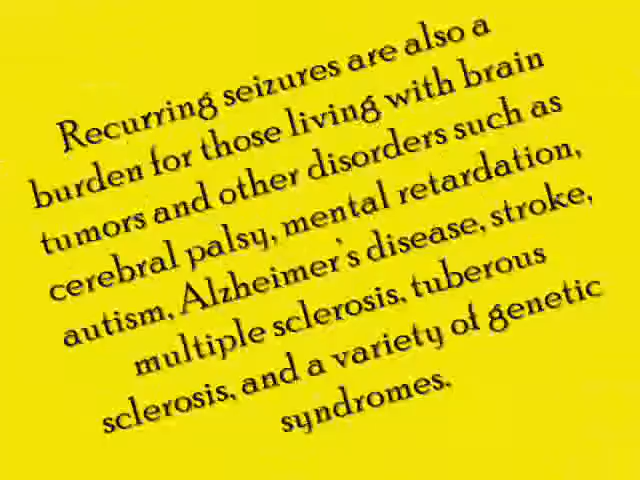 Recurring seizures are also a
burden for those living with brain
tumors and other disorders such as
cerebral palsy, mental retardation,
autism, Alzheimer's disease, stroke,
multiple sclerosis, tuberous
sclerosis, and a variety of genetic
syndromes.